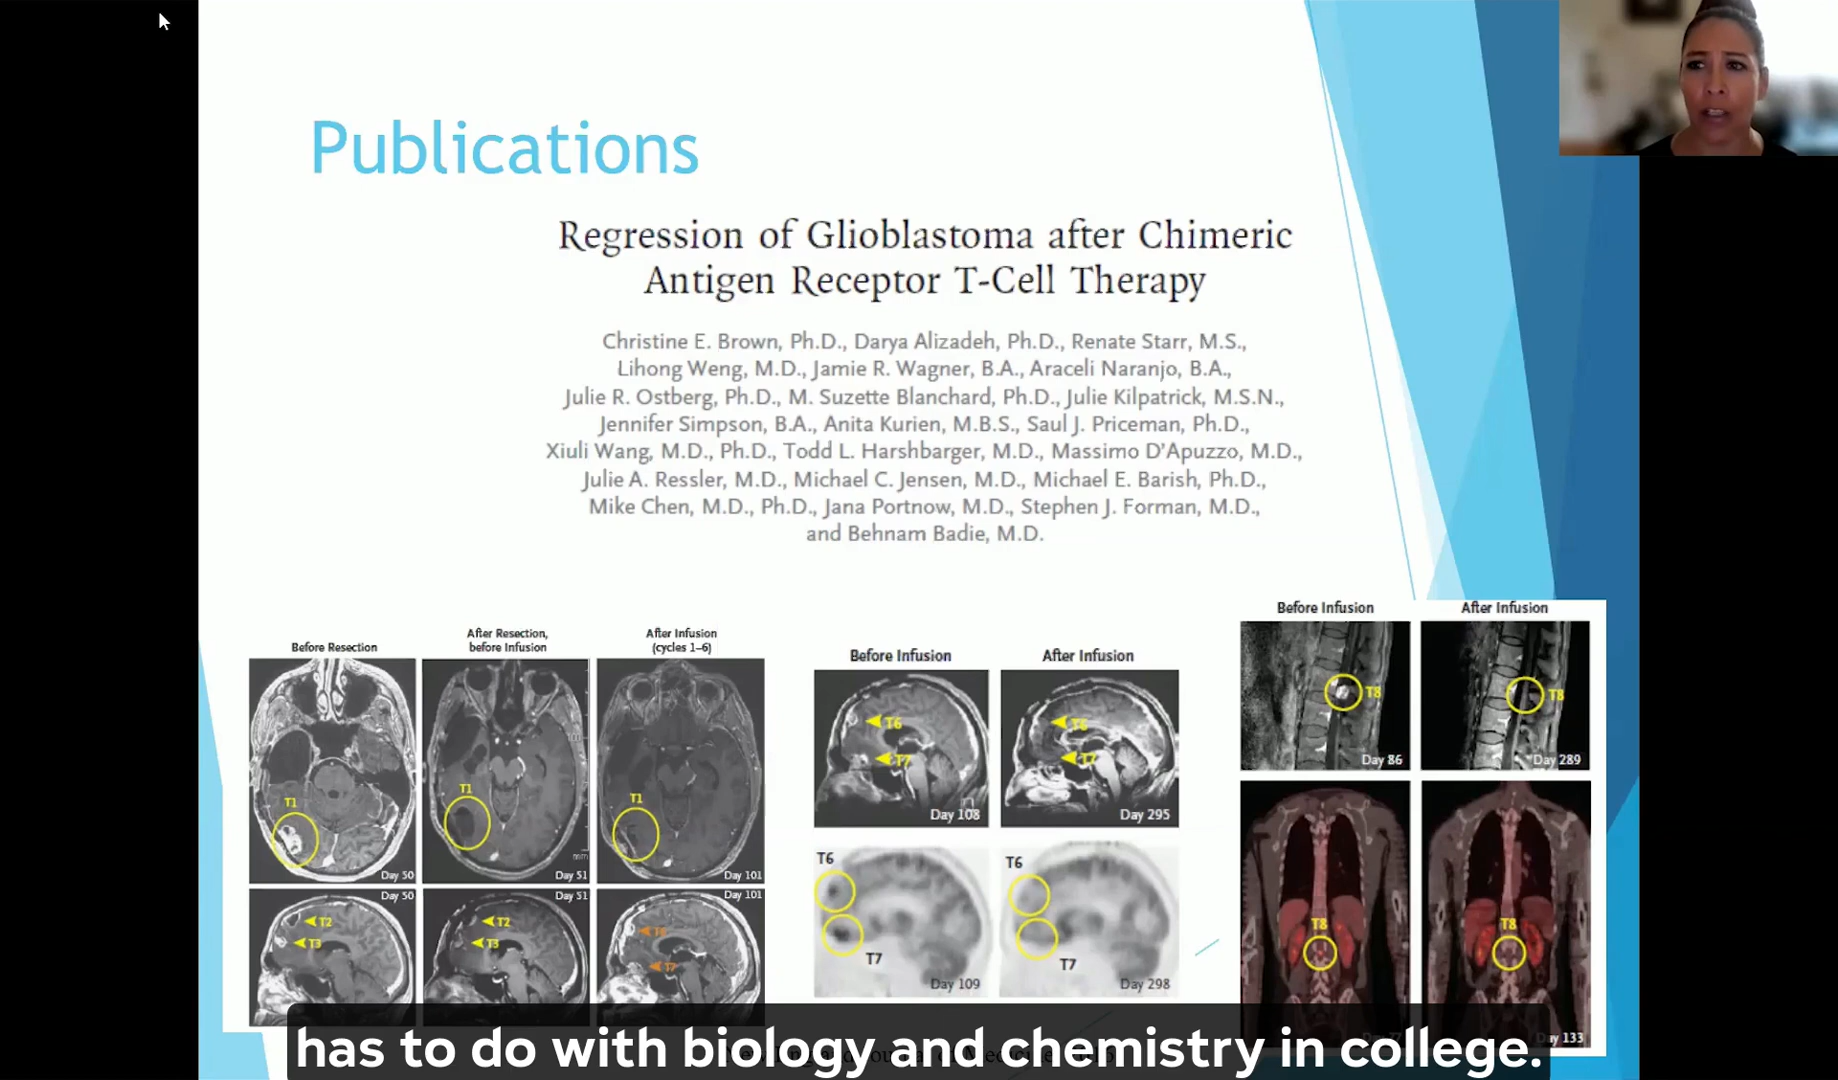 Publications
Regression of Glioblastoma after Chimeric
Antigen Receptor T-Cell Therapy
Christine E. Brown, Ph.D., Darya Alizadeh, Ph.D., Renate Starr, M.S.,
Lihong Weng, M.D., Jamie R. Wagner, B.A., Araceli Naranjo, B.A.,
Julie R. Ostberg, Ph.D., M. Suzette Blanchard, Ph.D., Julie Kilpatrick, M.S.N.,
Jennifer Simpson, B.A., Anita Kurien, M.B.S., Saul J. Priceman, Ph.D.,
Xiuli Wang, M.D., Ph.D., Todd L. Harshbarger, M.D., Massimo D'Apuzzo, M.D.,
Julie A. Ressler, M.D., Michael C. Jensen, M.D., Michael E. Barish, Ph.D.,
Mike Chen, M.D., Ph.D., Jana Portnow, M.D., Stephen J. Forman, M.D.,
and Behnam Badie, M.D.
Before Resection
After Resection,
before Infusion
After Infusion
(cycles 1–6)
T1
T1
T1
Day 50
Day 51
Day 101
Day 50
Day 51
Day 101
T2
T3
T2
T3
T6
T7
Before Infusion
After Infusion
T6
T7
T6
T7
Day 108
Day 295
T6
T7
T6
T7
Day 109
Day 298
Before Infusion
After Infusion
T8
T8
Day 86
Day 289
T8
T8
133
has to do with biology and chemistry in college.